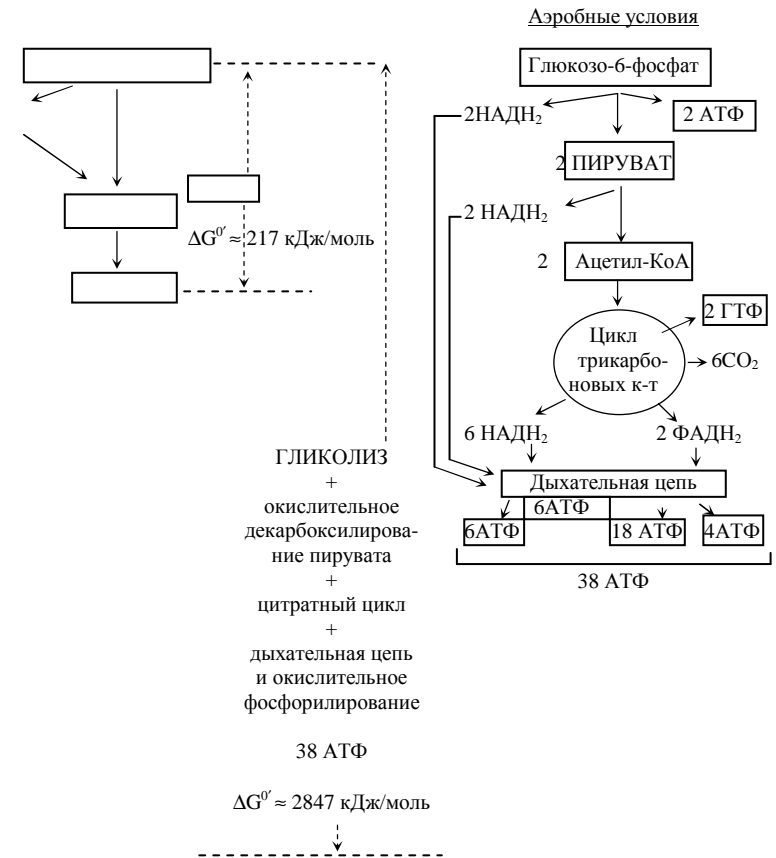 Аэробные условия
Глюкозо-6-фосфат
2НАДН₂
2 АТФ
2 ПИРУВАТ
2 НАДН₂
ΔG⁰′ ≈ 217 кДж/моль
2 Ацетил-КоА
2 ГТФ
Цикл
трикарбо-
новых к-т
6CO₂
6 НАДН₂
2 ФАДН₂
Дыхательная цепь
6АТФ
6АТФ
18 АТФ
4АТФ
38 АТФ
ГЛИКОЛИЗ
+
окислительное
декарбоксилирова-
ние пирувата
+
цитратный цикл
+
дыхательная цепь
и окислительное
фосфорилирование
38 АТФ
ΔG⁰′ ≈ 2847 кДж/моль